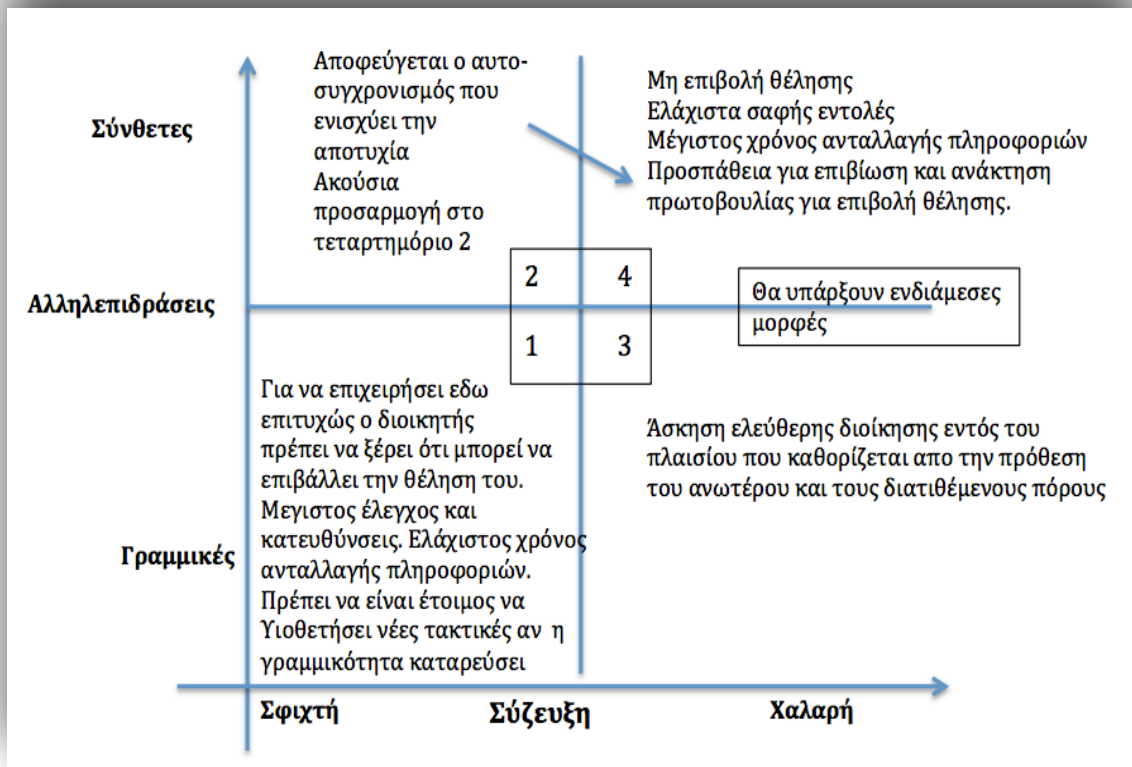 Σύνθετες
Αποφεύγεται ο αυτο-
συγχρονισμός που
ενισχύει την
αποτυχία
Ακούσια
προσαρμογή στο
τεταρτημόριο 2
Μη επιβολή θέλησης
Ελάχιστα σαφής εντολές
Μέγιστος χρόνος ανταλλαγής πληροφοριών
Προσπάθεια για επιβίωση και ανάκτηση
πρωτοβουλίας για επιβολή θέλησης.
Αλληλεπιδράσεις
2 4
1 3
Θα υπάρξουν ενδιάμεσες
μορφές
Γραμμικές
Για να επιχειρήσει εδω
επιτυχώς ο διοικητής
πρέπει να ξέρει ότι μπορεί να
επιβάλλει την θέληση του.
Μεγιστος έλεγχος και
κατευθύνσεις. Ελάχιστος χρόνος
ανταλλαγής πληροφοριών.
Πρέπει να είναι έτοιμος να
Υιοθετήσει νέες τακτικές αν η
γραμμικότητα καταρεύσει
Άσκηση ελεύθερης διοίκησης εντός του
πλαισίου που καθορίζεται απο την πρόθεση
του ανωτέρου και τους διατιθέμενους πόρους
Σφιχτή
Σύζευξη
Χαλαρή